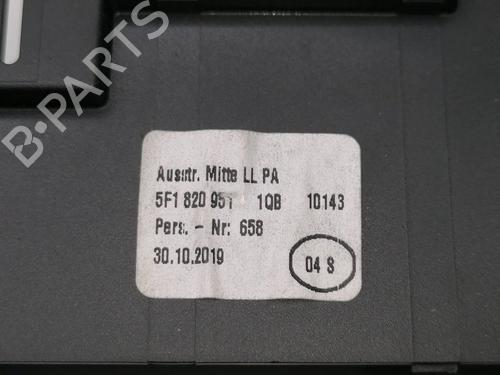 B-PARTS
Ausstr. Mitte LL PA
5F1 820 951 1QB 10143
Pers. - Nr: 658
30.10.2019
04 S